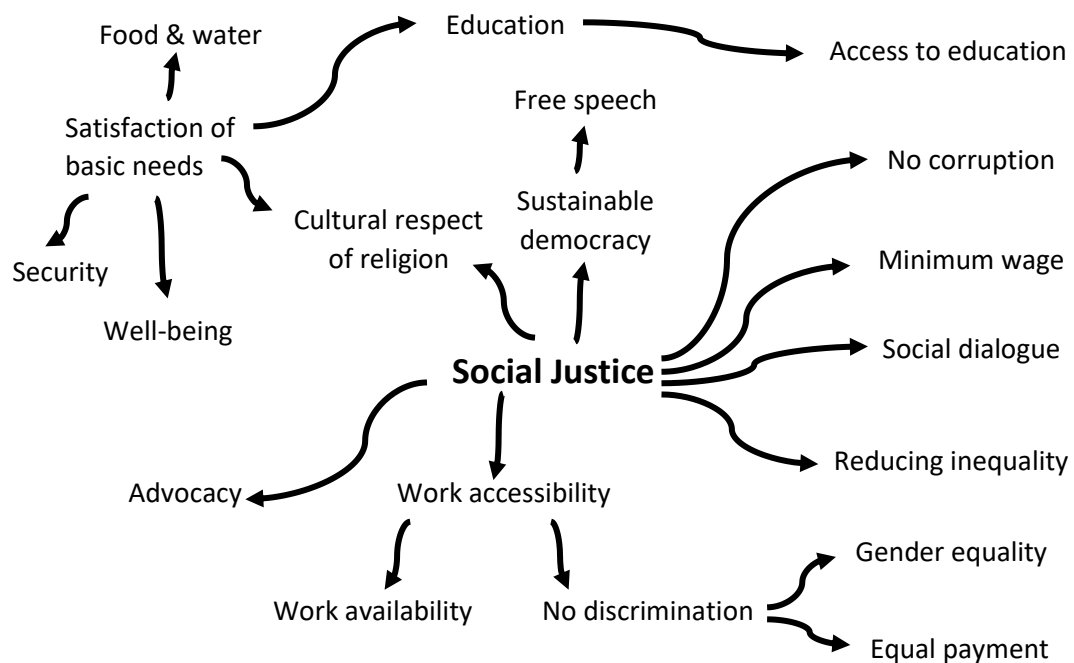 Food & water
Education
Access to education
Free speech
Satisfaction of
basic needs
No corruption
Sustainable
democracy
Cultural respect
of religion
Security
Minimum wage
Well-being
Social dialogue
Social Justice
Reducing inequality
Advocacy
Work accessibility
Gender equality
Work availability
No discrimination
Equal payment